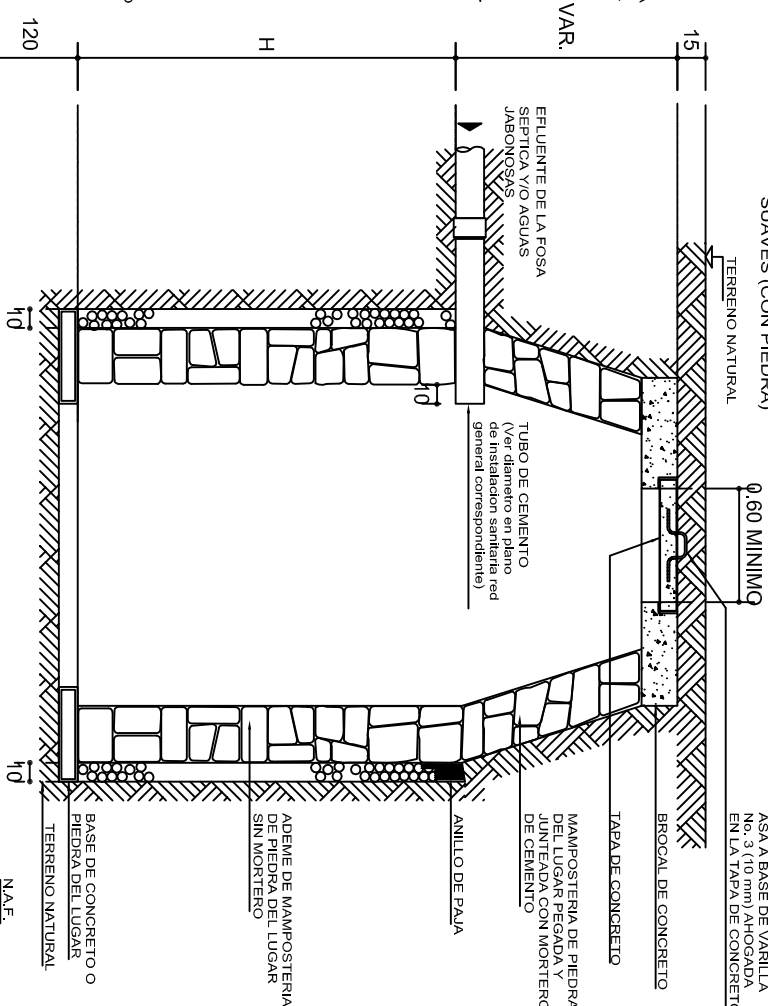 SUAVES (CON PIEDRA)
15
VAR.
H
120
TERRENO NATURAL
0.60 MINIMO
ASA A BASE DE VARILLA
No. 3 (10 mm) AHOGADA
EN LA TAPA DE CONCRETO
BROCAL DE CONCRETO
TAPA DE CONCRETO
MAMPOSTERIA DE PIEDRA
DEL LUGAR PEGADA Y
JUNTEADA CON MORTERO
DE CEMENTO
EFLUENTE DE LA FOSA
SEPTICA Y/O AGUAS
JABONOSAS
TUBO DE CEMENTO
(Ver diametro en plano
de instalacion sanitaria red
general correspondiente)
10
ANILLO DE PAJA
ADEME DE MAMPOSTERIA
DE PIEDRA DEL LUGAR
SIN MORTERO
BASE DE CONCRETO O
PIEDRA DEL LUGAR
TERRENO NATURAL
10
10
N.A.F.